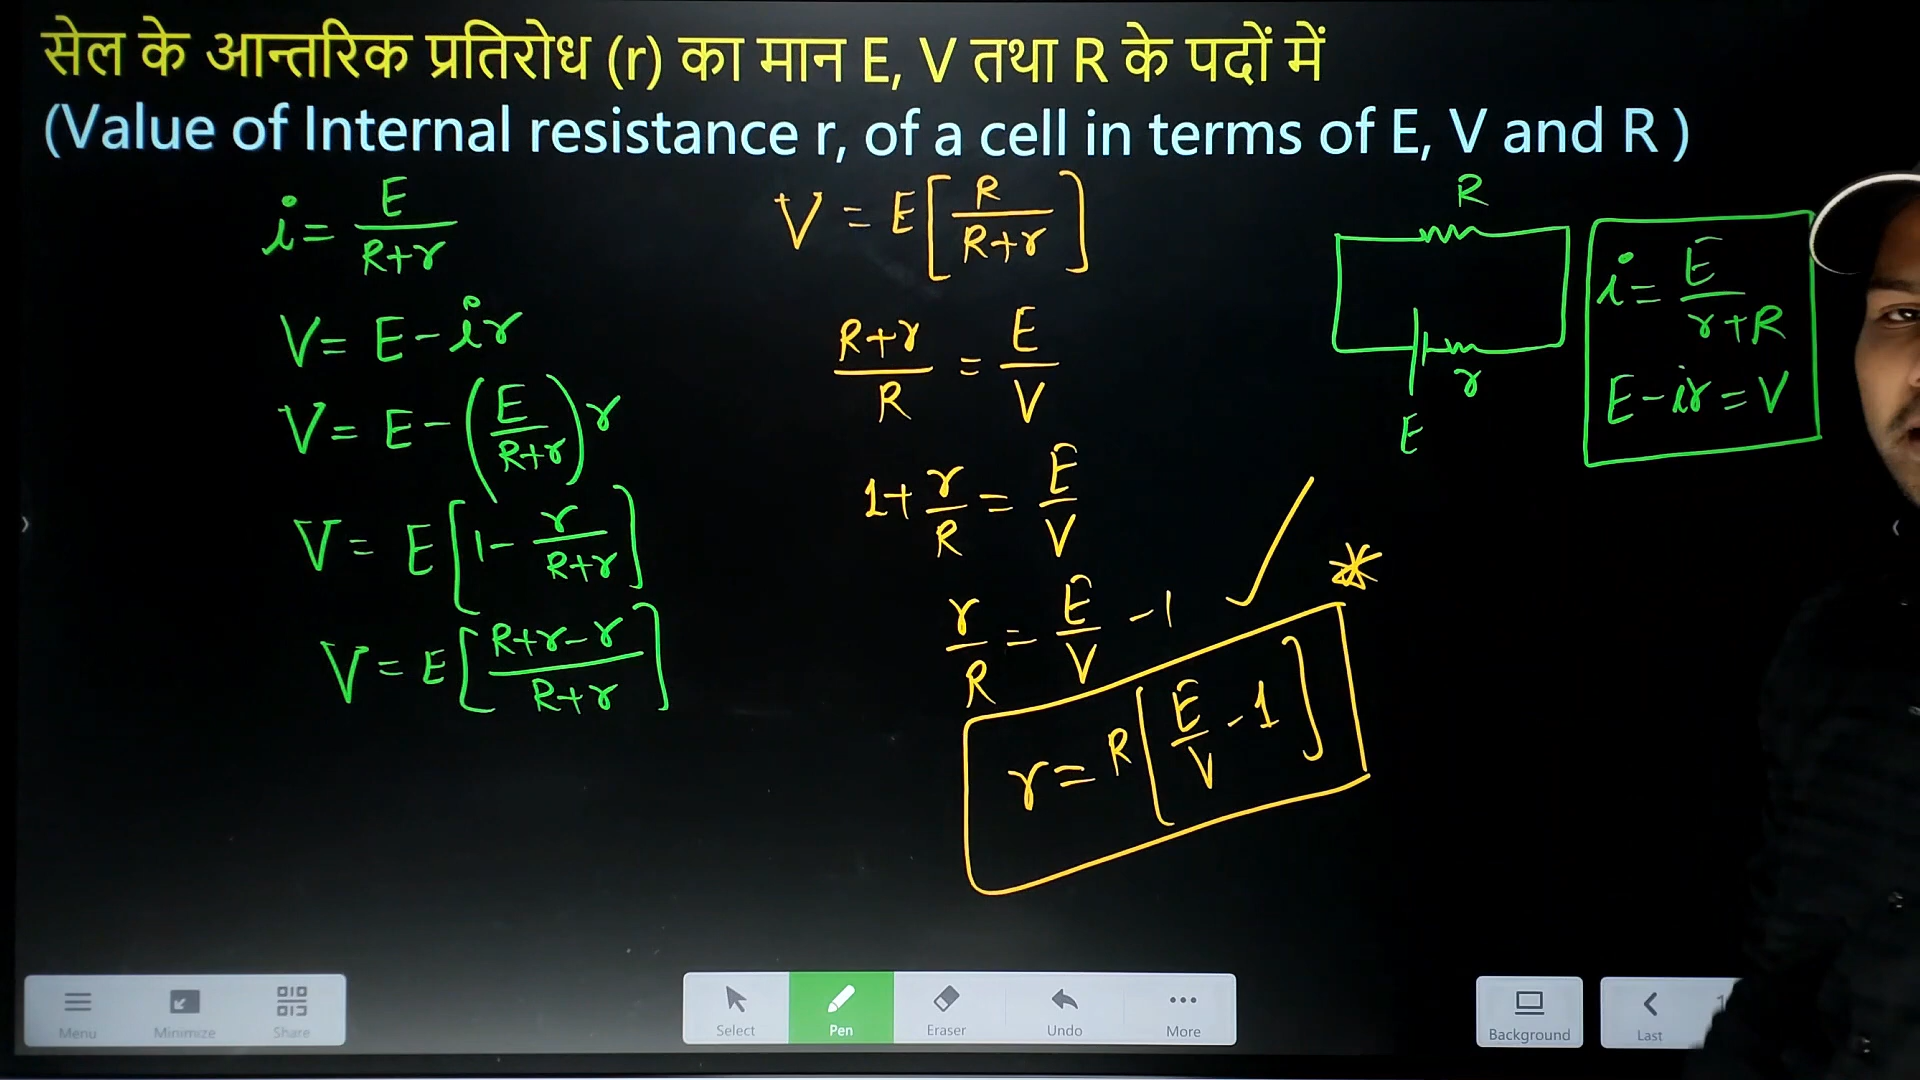 सेल के आन्तरिक प्रतिरोध (r) का मान E, V तथा R के पदों में
(Value of Internal resistance r, of a cell in terms of E, V and R )
i = E/(R+r)
V = E - ir
V = E - (E/(R+r)) r
V = E [1 - r/(R+r)]
V = E [(R+r-r)/(R+r)]
V = E [R/(R+r)]
(R+r)/R = E/V
1 + r/R = E/V
r/R = E/V - 1
r = R [E/V - 1]
*
R
r
E
i = E/(r+R)
E - ir = V
Menu
Minimize
Share
Select
Pen
Eraser
Undo
More
Background
Last